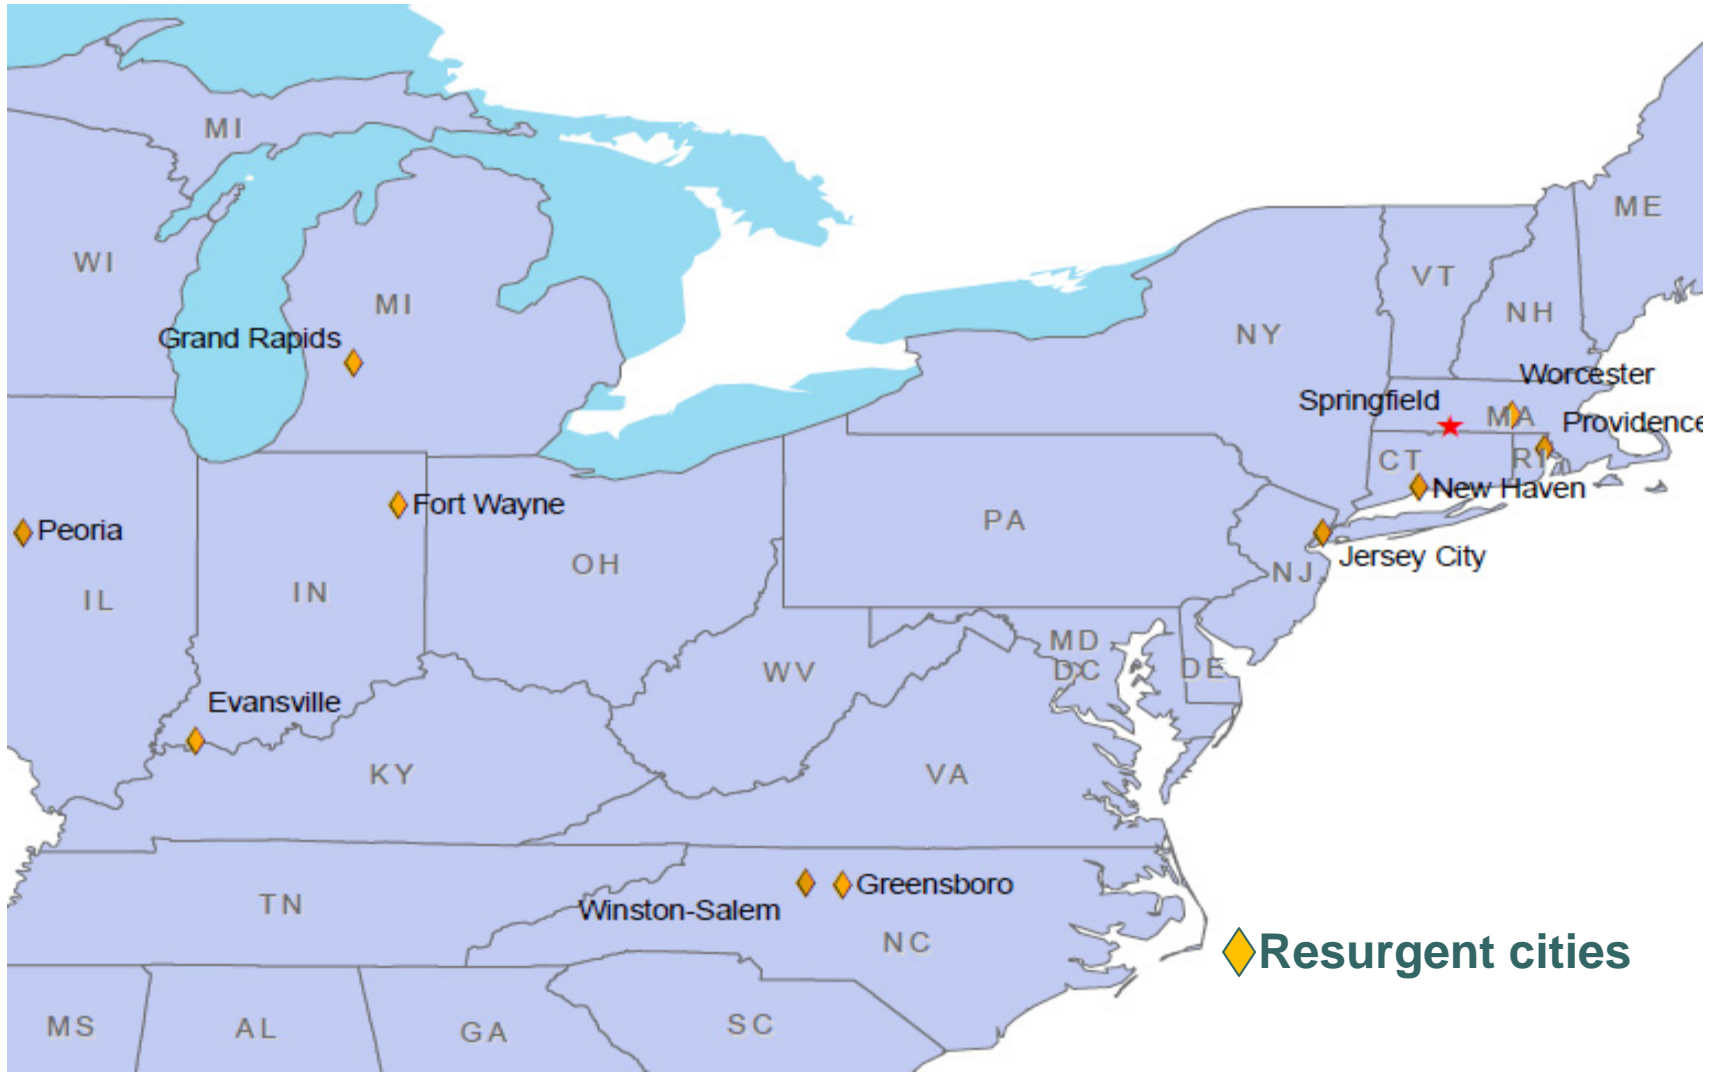 MI
ME
WI
VT
MI
NH
NY
Grand Rapids
Worcester
Springfield
MA
Providence
CT
RI
New Haven
Fort Wayne
PA
Peoria
Jersey City
OH
NJ
IN
IL
MD
WV
DC
DE
Evansville
KY
VA
Greensboro
TN
Winston-Salem
NC
Resurgent cities
MS
AL
GA
SC